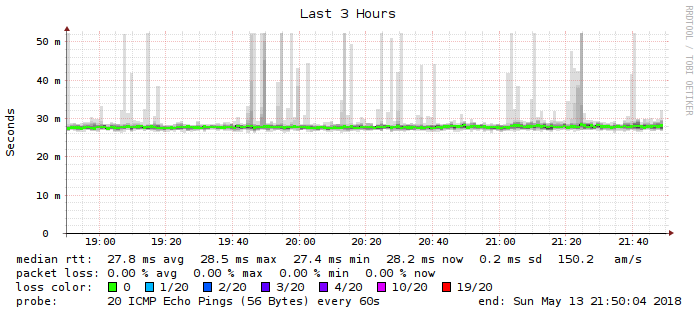 Last 3 Hours
RRDTOOL / TOBI OETIKER
Seconds
50 m
40 m
30 m
20 m
10 m
0
19:00 19:20 19:40 20:00 20:20 20:40 21:00 21:20 21:40
median rtt: 27.8 ms avg 28.5 ms max 27.4 ms min 28.2 ms now 0.2 ms sd 150.2 am/s
packet loss: 0.00 % avg 0.00 % max 0.00 % min 0.00 % now
loss color: 0 1/20 2/20 3/20 4/20 10/20 19/20
probe: 20 ICMP Echo Pings (56 Bytes) every 60s end: Sun May 13 21:50:04 2018